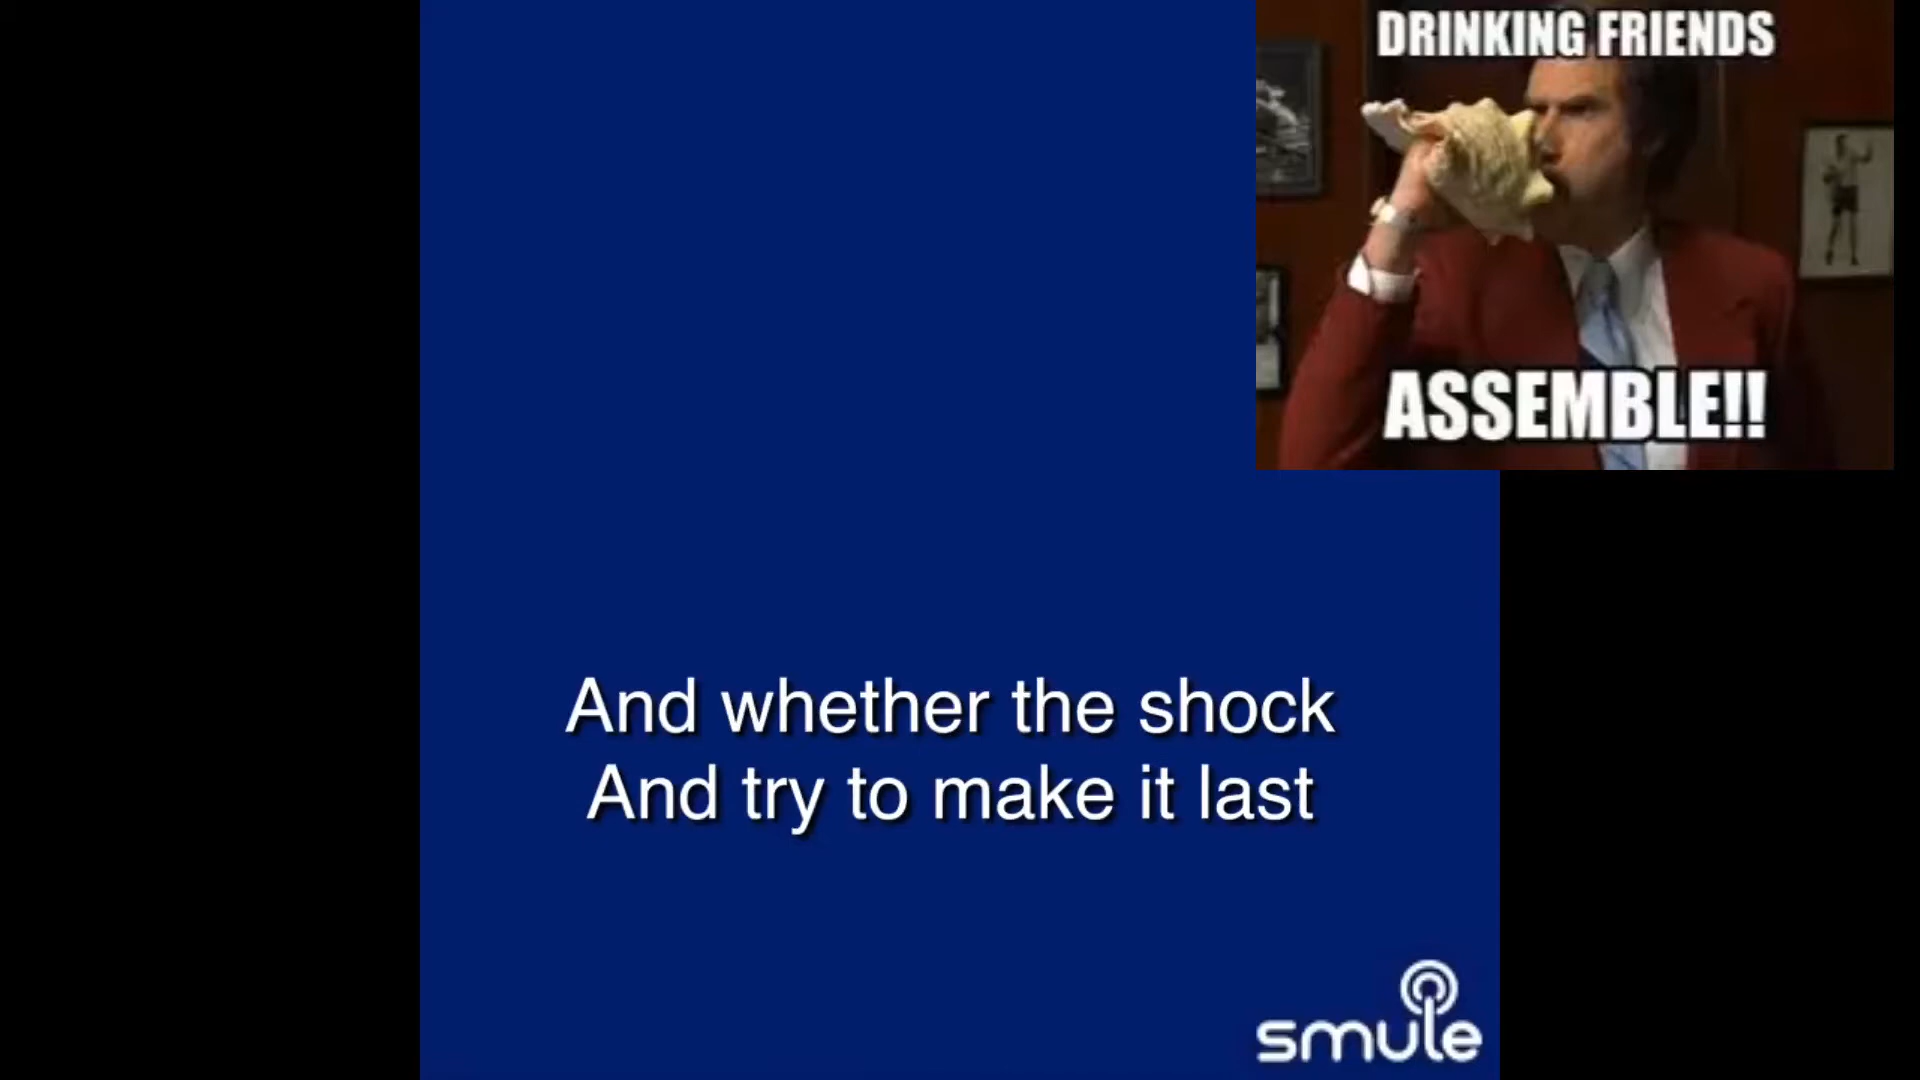 DRINKING FRIENDS
ASSEMBLE!!
And whether the shock
And try to make it last
smule